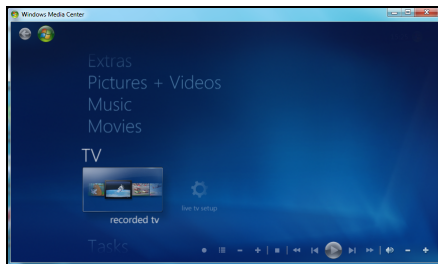 Windows Media Center
Extras
Pictures + Videos
Music
Movies
TV
recorded tv
live tv setup
Tasks